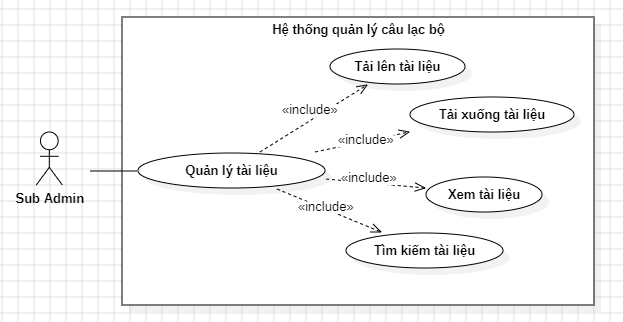 Hệ thống quản lý câu lạc bộ
Tải lên tài liệu
«include»
Tải xuống tài liệu
«include»
Quản lý tài liệu
«include»
Xem tài liệu
Sub Admin
«include»
Tìm kiếm tài liệu